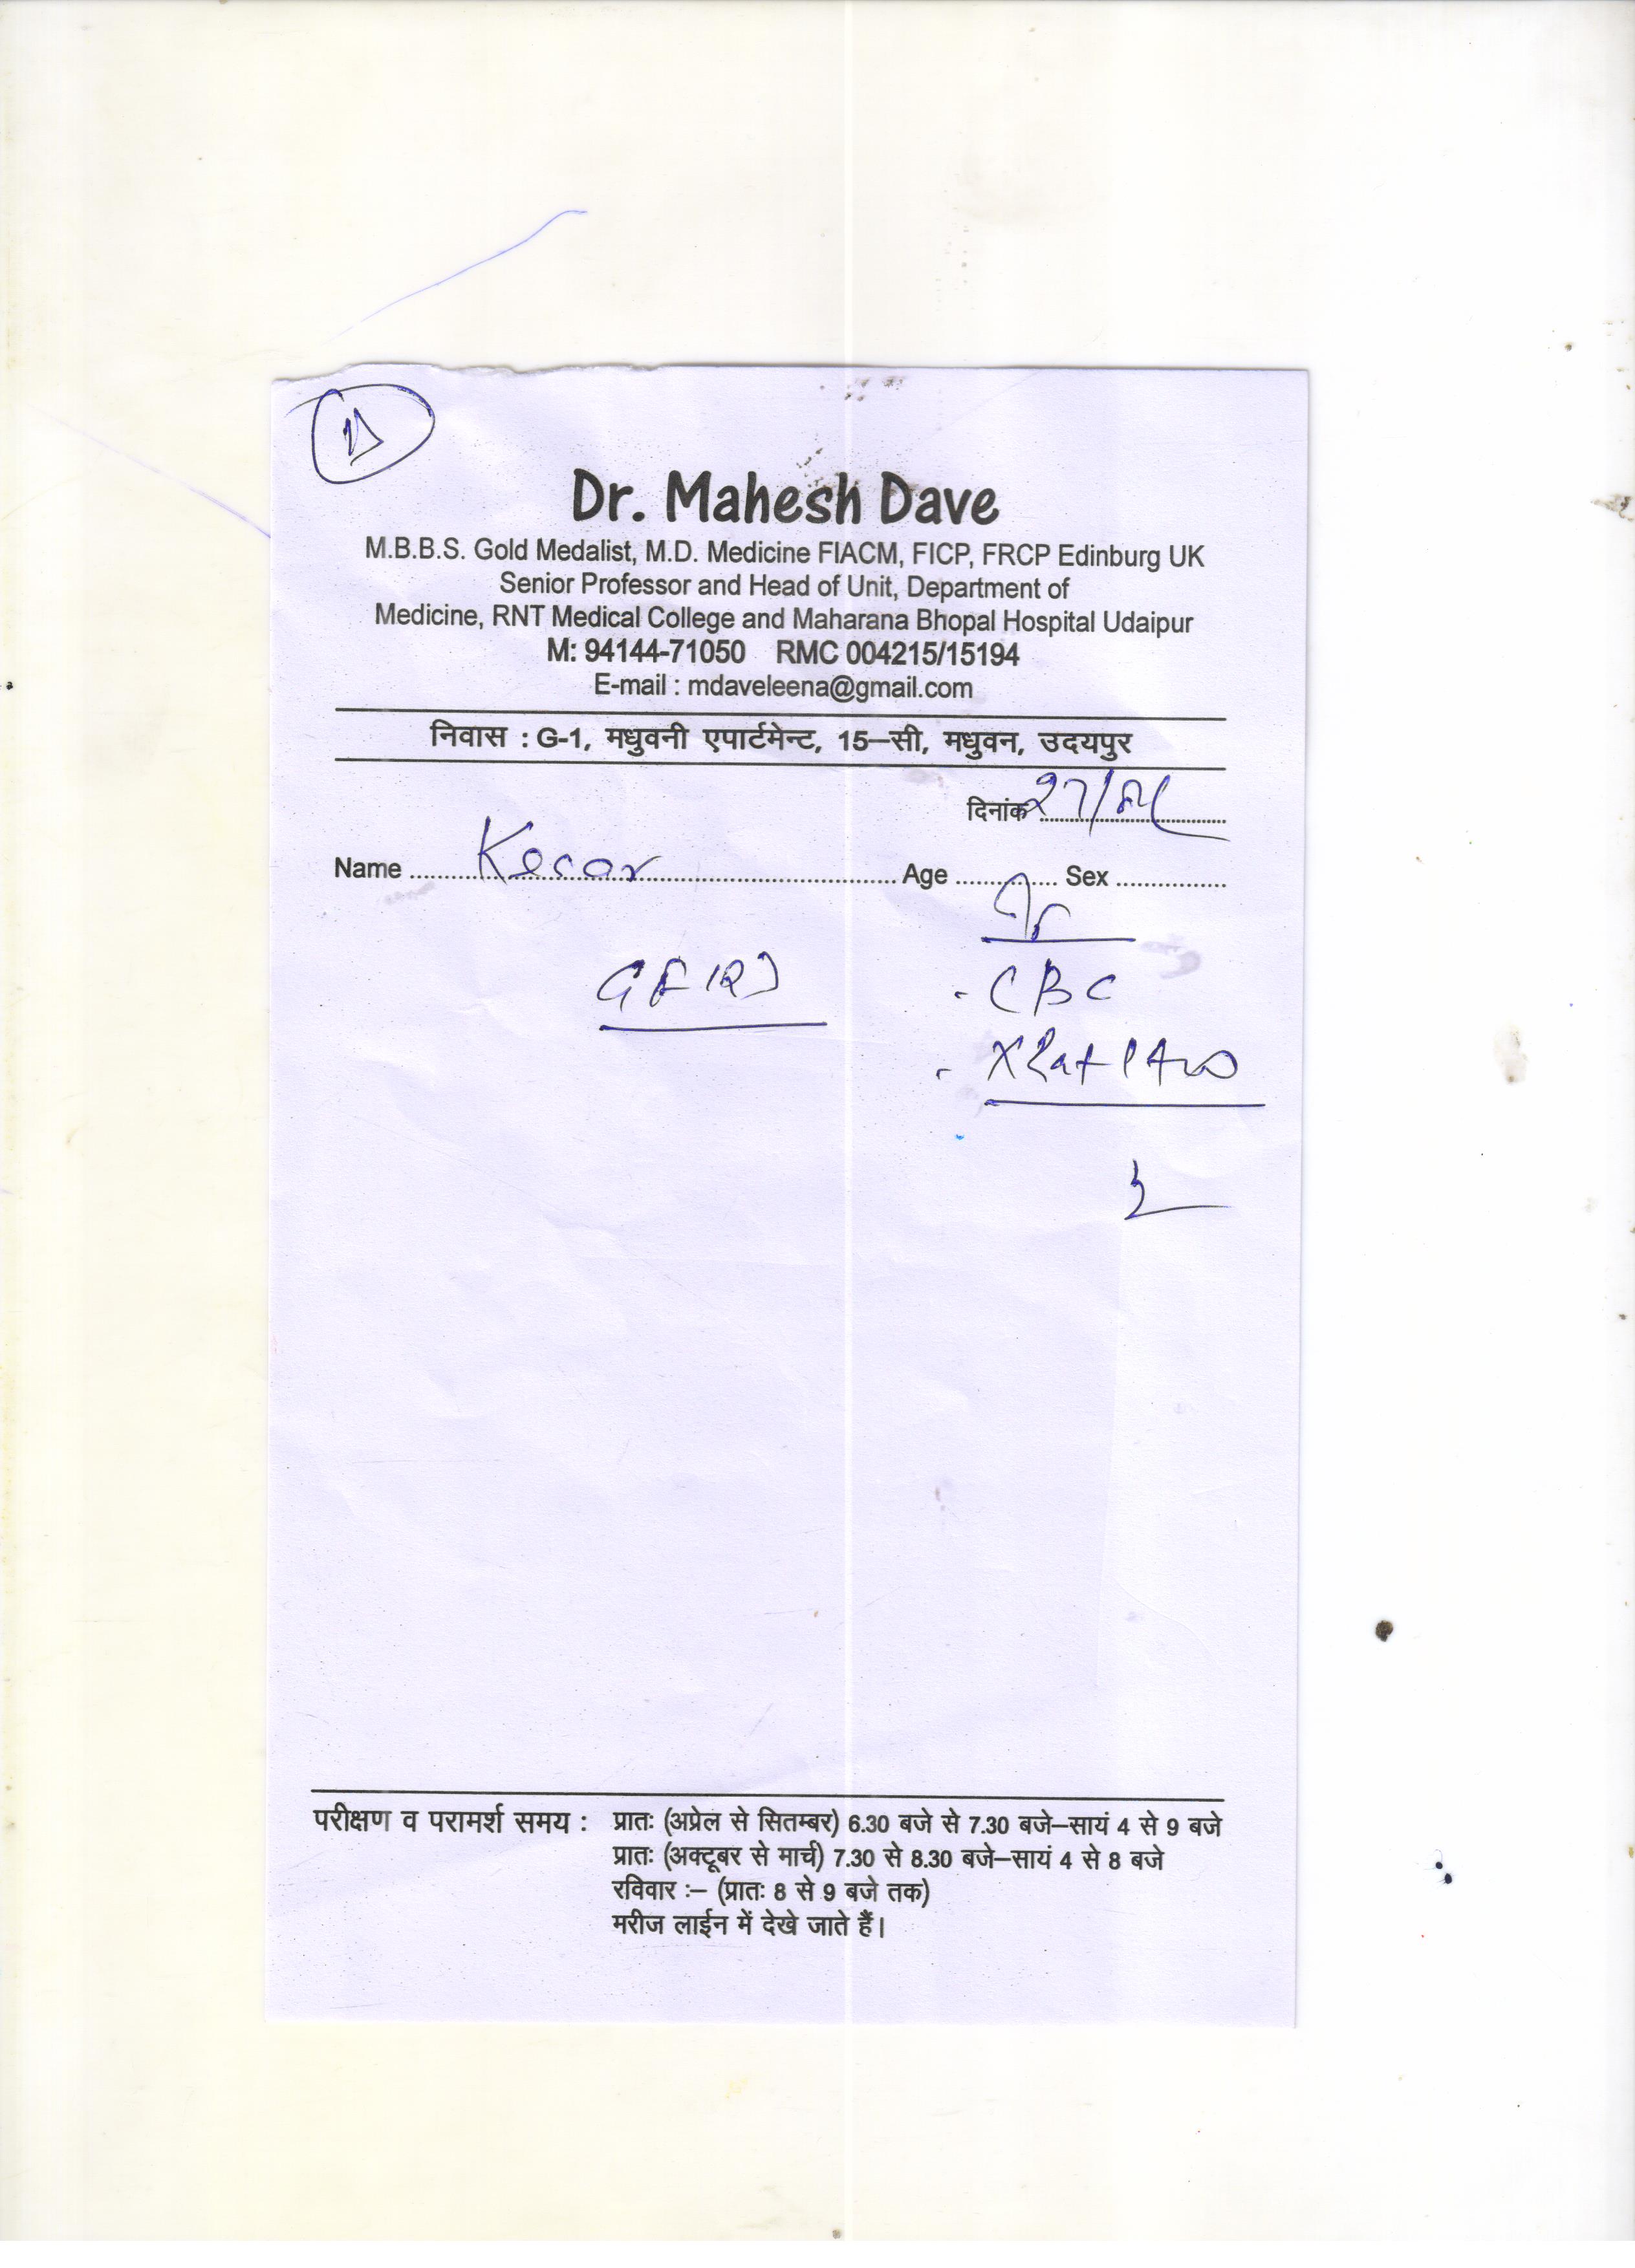 Dr. Mahesh Dave
M.B.B.S. Gold Medalist, M.D. Medicine FIACM, FICP, FRCP Edinburg UK
Senior Professor and Head of Unit, Department of
Medicine, RNT Medical College and Maharana Bhopal Hospital Udaipur
M: 94144-71050 RMC 004215/15194
E-mail : mdaveleena@gmail.com
निवास : G-1, मधुवनी एपार्टमेन्ट, 15–सी, मधुवन, उदयपुर
दिनांक 27/
Name Kesar Age Sex
GERD
- CBC
परीक्षण व परामर्श समय : प्रातः (अप्रेल से सितम्बर) 6.30 बजे से 7.30 बजे–सायं 4 से 9 बजे
प्रातः (अक्टूबर से मार्च) 7.30 से 8.30 बजे–सायं 4 से 8 बजे
रविवार :– (प्रातः 8 से 9 बजे तक)
मरीज लाईन में देखे जाते हैं।